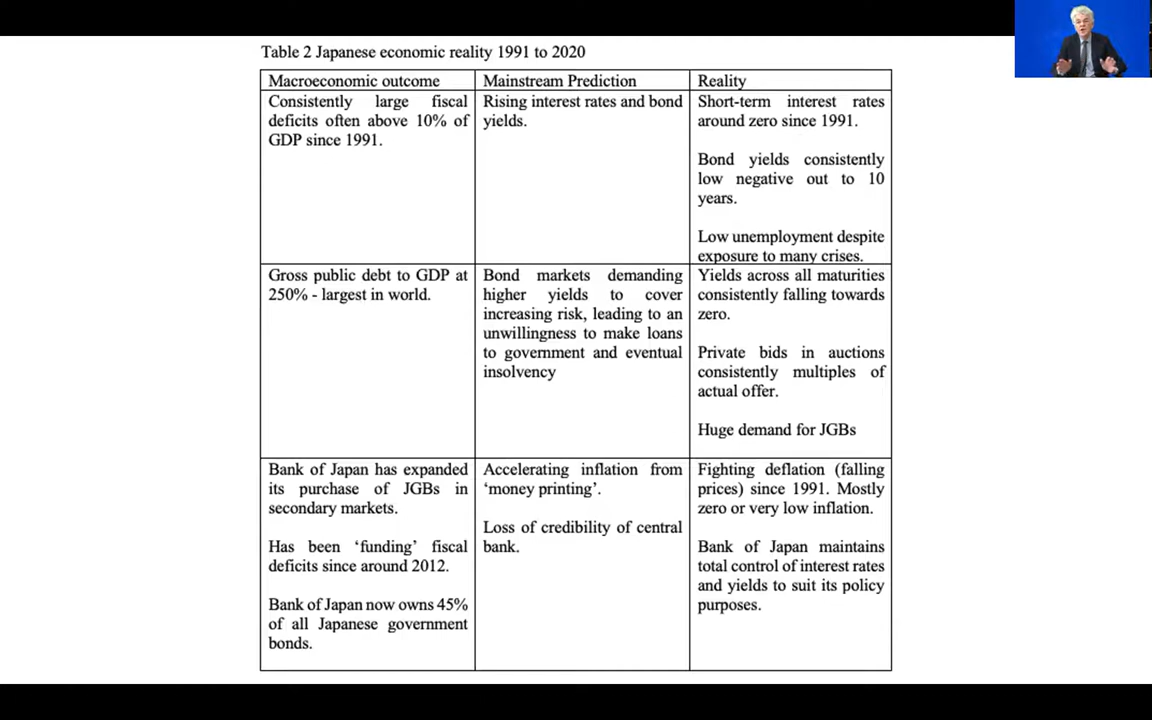 Table 2 Japanese economic reality 1991 to 2020
Macroeconomic outcome
Mainstream Prediction
Reality
Consistently large fiscal
deficits often above 10% of
GDP since 1991.
Rising interest rates and bond
yields.
Short-term interest rates
around zero since 1991.
Bond yields consistently
low negative out to 10
years.
Low unemployment despite
exposure to many crises.
Gross public debt to GDP at
250% - largest in world.
Bond markets demanding
higher yields to cover
increasing risk, leading to an
unwillingness to make loans
to government and eventual
insolvency
Yields across all maturities
consistently falling towards
zero.
Private bids in auctions
consistently multiples of
actual offer.
Huge demand for JGBs
Bank of Japan has expanded
its purchase of JGBs in
secondary markets.
Has been ‘funding’ fiscal
deficits since around 2012.
Bank of Japan now owns 45%
of all Japanese government
bonds.
Accelerating inflation from
‘money printing’.
Loss of credibility of central
bank.
Fighting deflation (falling
prices) since 1991. Mostly
zero or very low inflation.
Bank of Japan maintains
total control of interest rates
and yields to suit its policy
purposes.